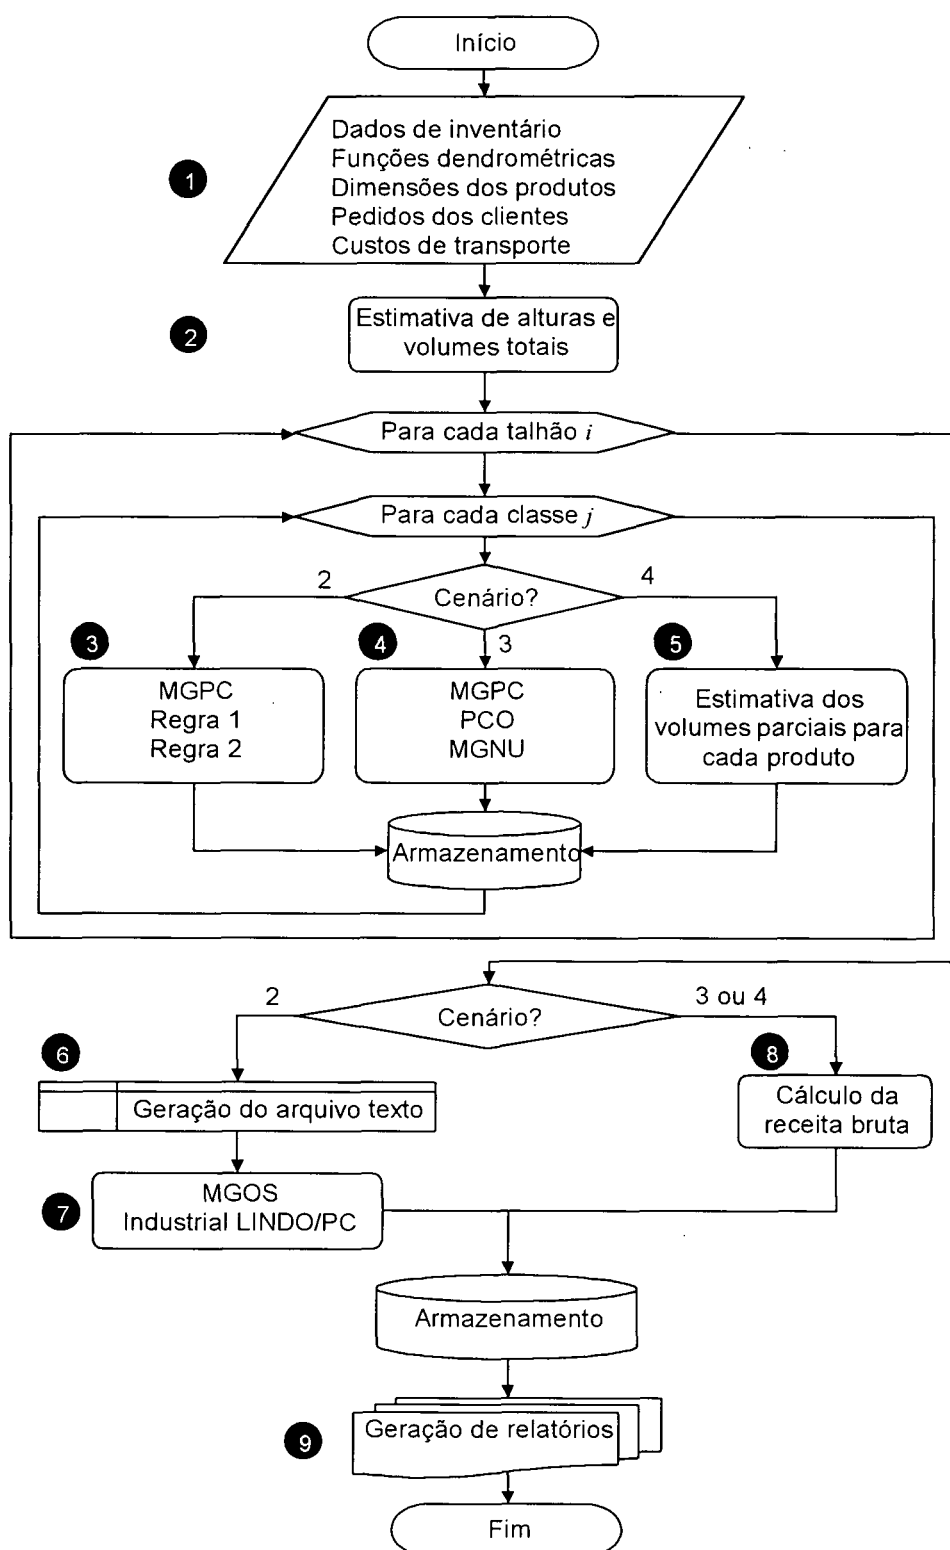 Início
1
Dados de inventário
Funções dendrométricas
Dimensões dos produtos
Pedidos dos clientes
Custos de transporte
2
Estimativa de alturas e
volumes totais
Para cada talhão i
Para cada classe j
Cenário?
2
3
4
3
MGPC
Regra 1
Regra 2
4
MGPC
PCO
MGNU
5
Estimativa dos
volumes parciais para
cada produto
Armazenamento
Cenário?
2
3 ou 4
6
Geração do arquivo texto
7
MGOS
Industrial LINDO/PC
8
Cálculo da
receita bruta
Armazenamento
9
Geração de relatórios
Fim